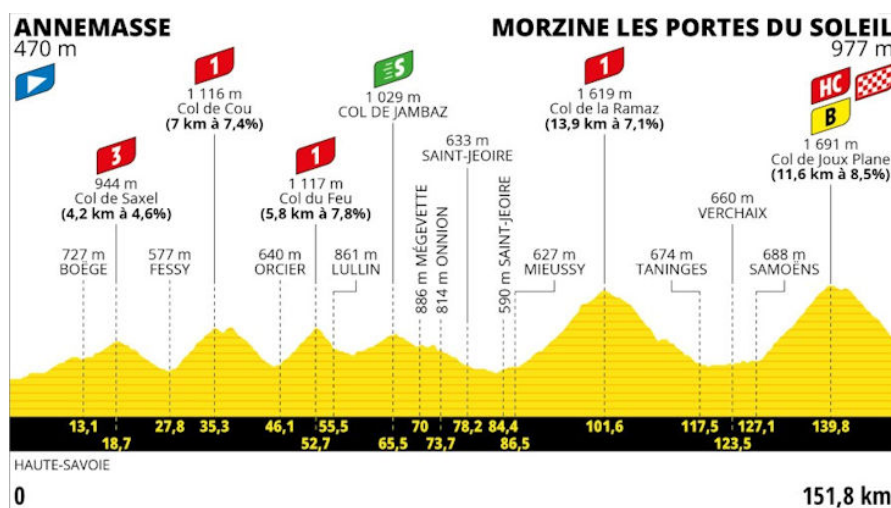 ANNEMASSE
470 m
MORZINE LES PORTES DU SOLEIL
977 m
1
1 116 m
Col de Cou
(7 km à 7,4%)
S
1 029 m
COL DE JAMBAZ
1
1 619 m
Col de la Ramaz
(13,9 km à 7,1%)
HC
B
1 691 m
Col de Joux Plane
(11,6 km à 8,5%)
3
944 m
Col de Saxel
(4,2 km à 4,6%)
1
1 117 m
Col du Feu
(5,8 km à 7,8%)
633 m
SAINT-JEOIRE
660 m
VERCHAIX
727 m
BOËGE
577 m
FESSY
640 m
ORCIER
861 m
LULLIN
886 m MÉGEVETTE
814 m ONNION
590 m SAINT-JEOIRE
627 m
MIEUSSY
674 m
TANINGES
688 m
SAMOËNS
13,1
18,7
27,8
35,3
46,1
52,7
55,5
65,5
70
73,7
78,2
84,4
86,5
101,6
117,5
123,5
127,1
139,8
HAUTE-SAVOIE
0
151,8 km